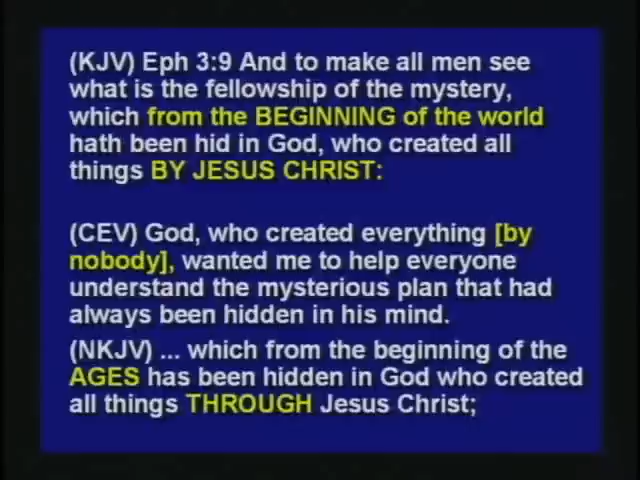 (KJV) Eph 3:9 And to make all men see
what is the fellowship of the mystery,
which from the BEGINNING of the world
hath been hid in God, who created all
things BY JESUS CHRIST:
(CEV) God, who created everything [by
nobody], wanted me to help everyone
understand the mysterious plan that had
always been hidden in his mind.
(NKJV) ... which from the beginning of the
AGES has been hidden in God who created
all things THROUGH Jesus Christ;